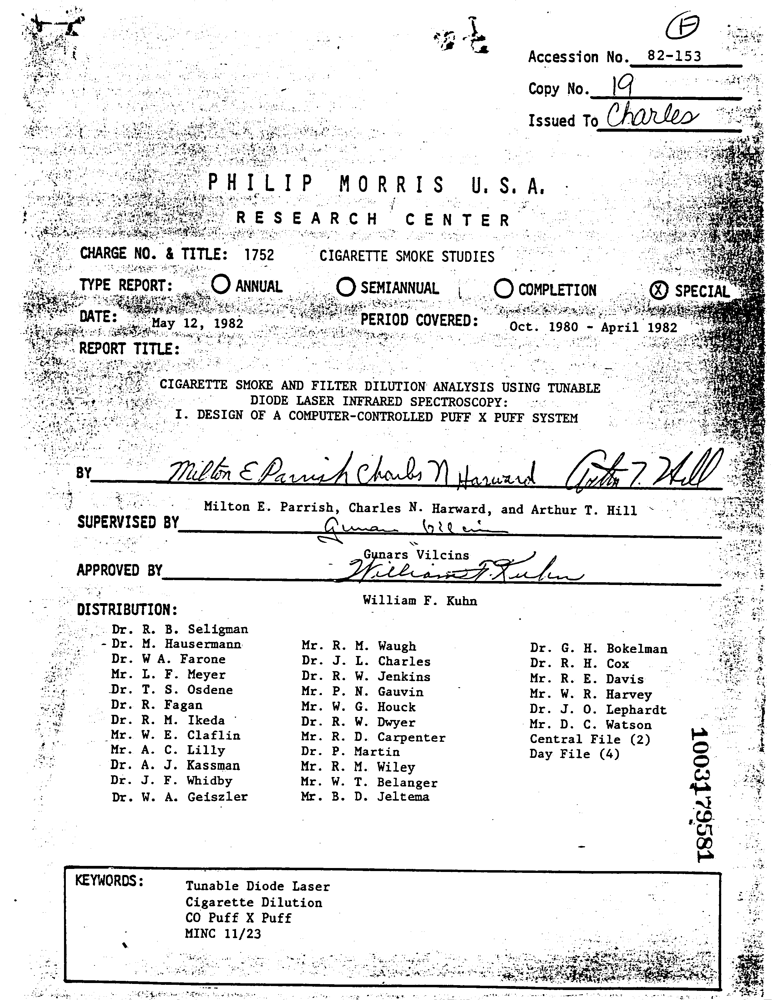 F
Accession No. 82-153
Copy No. 19
Issued To Charles
PHILIP MORRIS U.S.A.
RESEARCH CENTER
CHARGE NO. & TITLE: 1752 CIGARETTE SMOKE STUDIES
TYPE REPORT: ANNUAL SEMIANNUAL COMPLETION X SPECIAL
DATE: May 12, 1982 PERIOD COVERED: Oct. 1980 - April 1982
REPORT TITLE:
CIGARETTE SMOKE AND FILTER DILUTION ANALYSIS USING TUNABLE
DIODE LASER INFRARED SPECTROSCOPY:
I. DESIGN OF A COMPUTER-CONTROLLED PUFF X PUFF SYSTEM
BY Milton E Parrish Charles N Harward Arthur T. Hill
Milton E. Parrish, Charles N. Harward, and Arthur T. Hill
SUPERVISED BY Gunars Vilcins
Gunars Vilcins
APPROVED BY William F. Kuhn
William F. Kuhn
DISTRIBUTION:
Dr. R. B. Seligman
- Dr. M. Hausermann
Dr. W A. Farone
Mr. L. F. Meyer
Dr. T. S. Osdene
Dr. R. Fagan
Dr. R. M. Ikeda
Mr. W. E. Claflin
Mr. A. C. Lilly
Dr. A. J. Kassman
Dr. J. F. Whidby
Dr. W. A. Geiszler
Mr. R. M. Waugh
Dr. J. L. Charles
Dr. R. W. Jenkins
Mr. P. N. Gauvin
Mr. W. G. Houck
Dr. R. W. Dwyer
Mr. R. D. Carpenter
Dr. P. Martin
Mr. R. M. Wiley
Mr. W. T. Belanger
Mr. B. D. Jeltema
Dr. G. H. Bokelman
Dr. R. H. Cox
Mr. R. E. Davis
Mr. W. R. Harvey
Dr. J. O. Lephardt
Mr. D. C. Watson
Central File (2)
Day File (4)
1003179581
KEYWORDS: Tunable Diode Laser
Cigarette Dilution
CO Puff X Puff
MINC 11/23